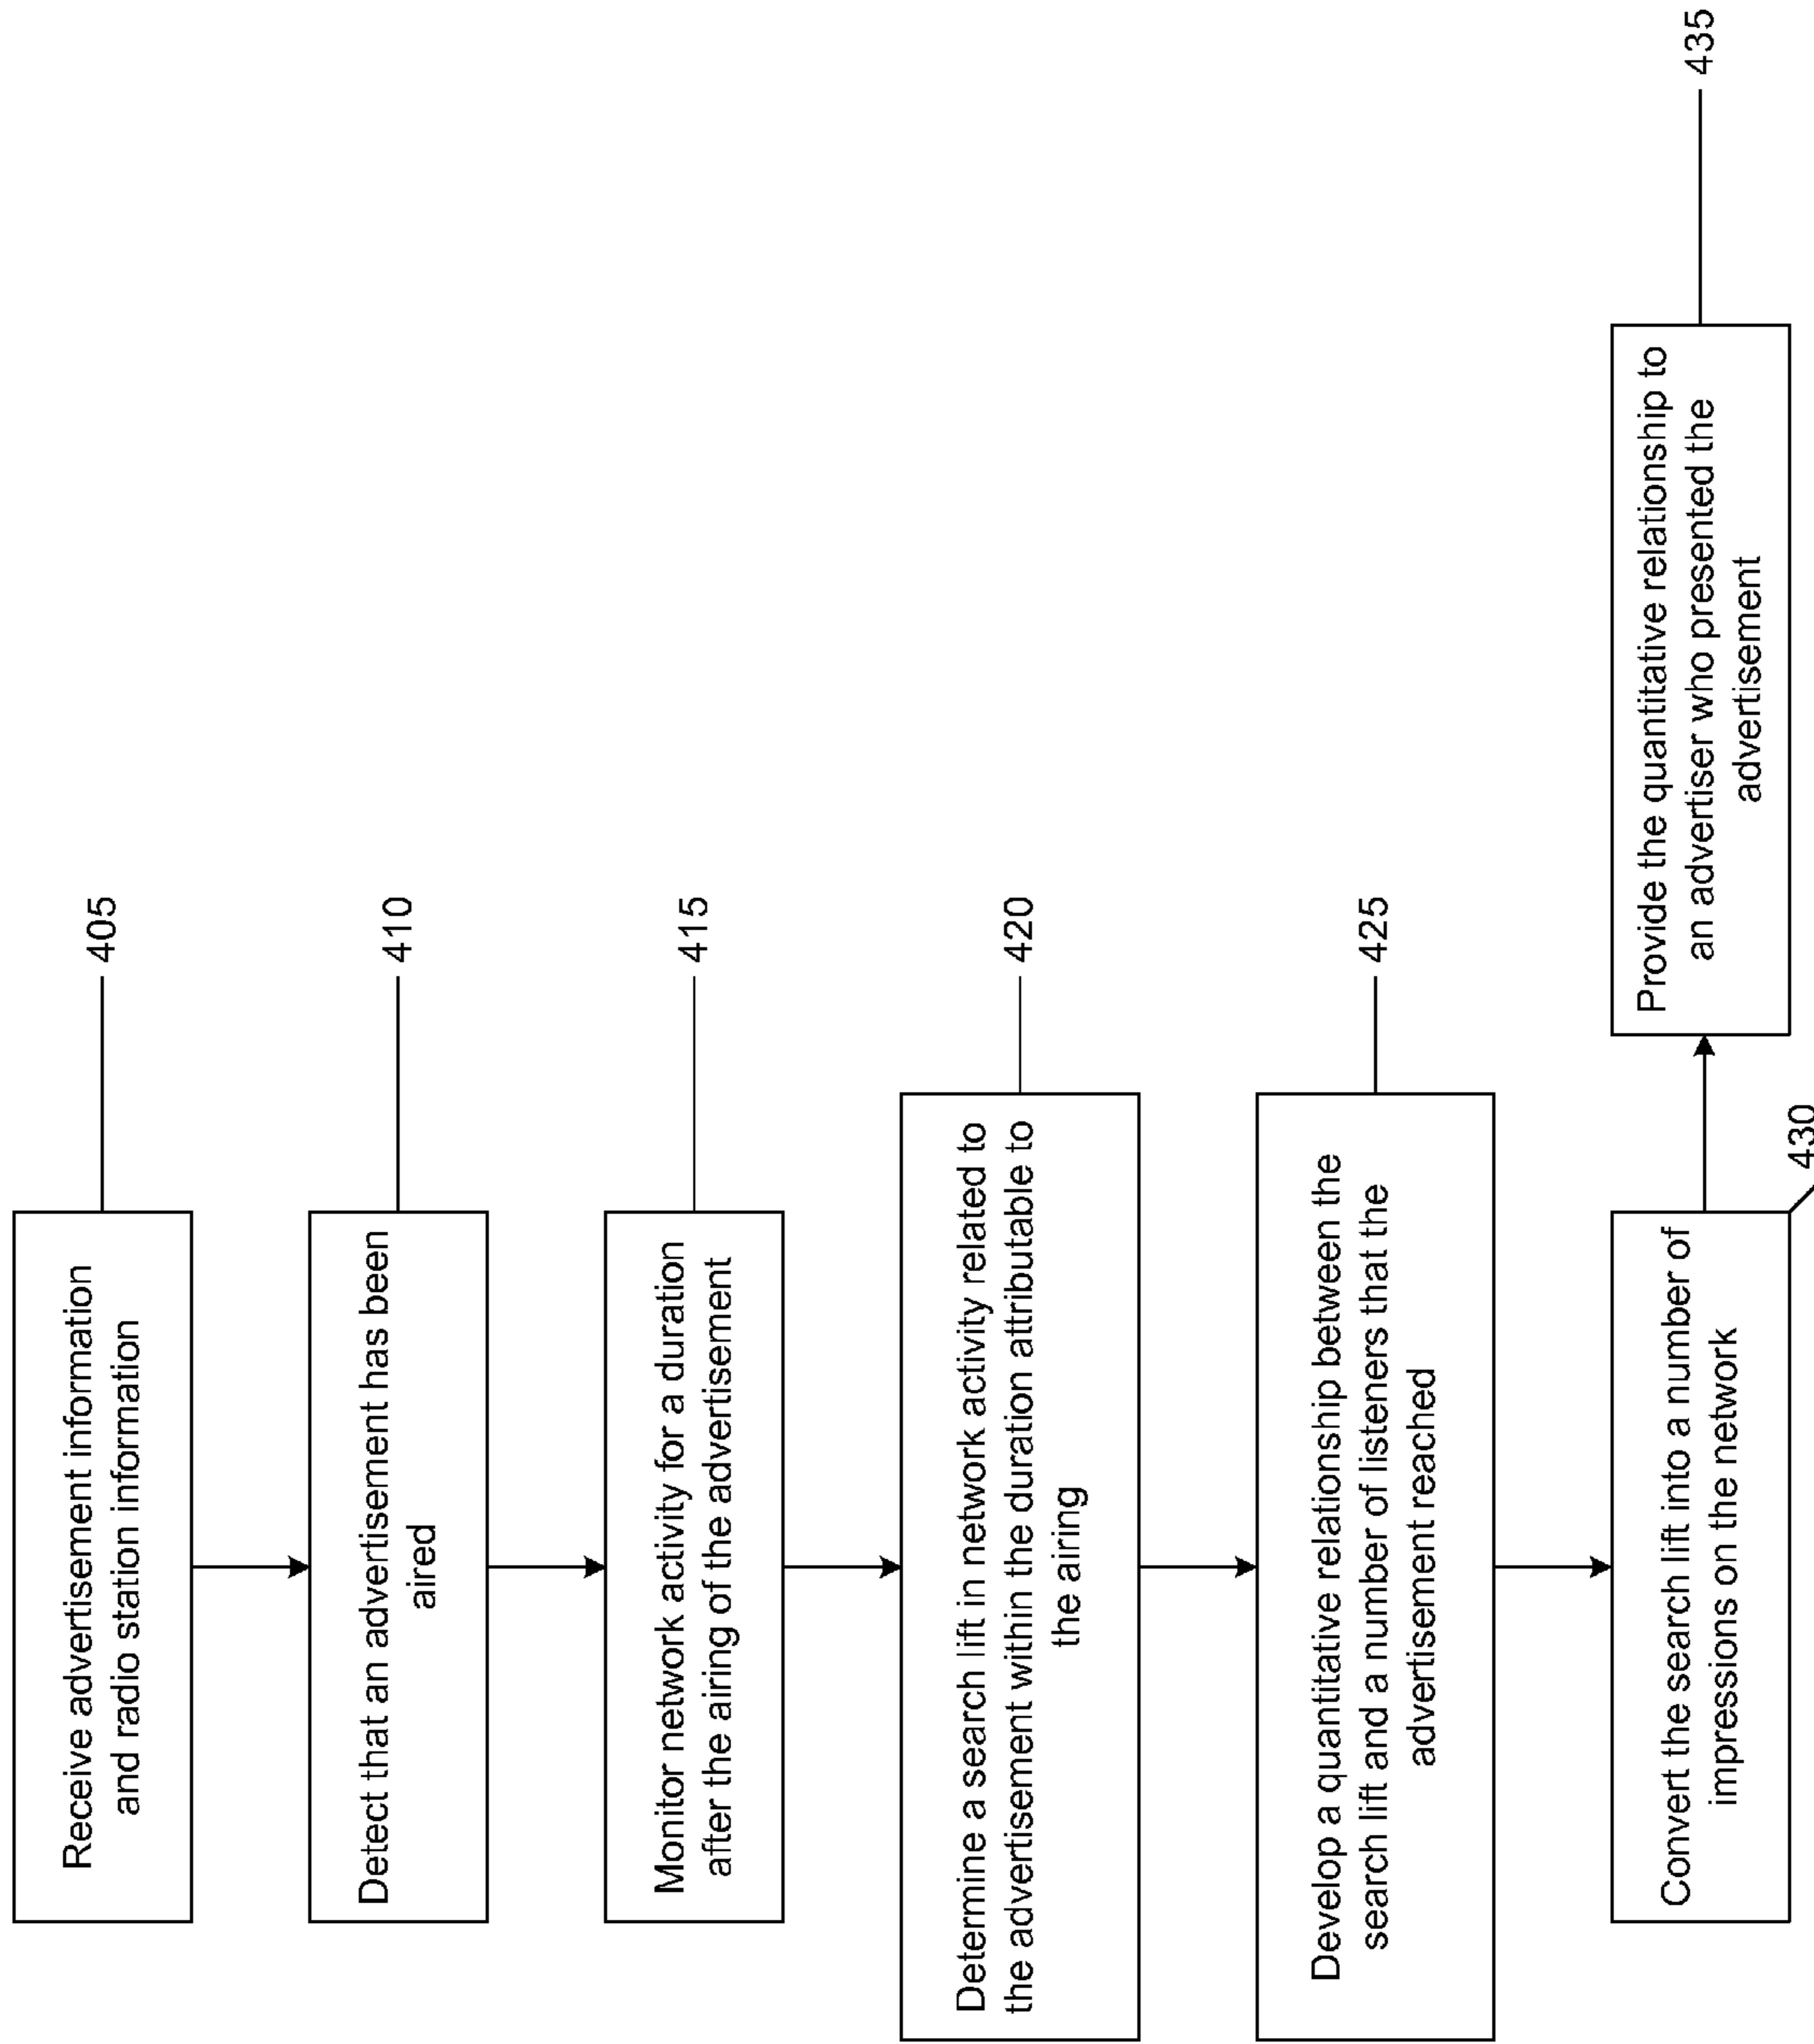 Receive advertisement information
and radio station information
405
Detect that an advertisement has been
aired
410
Monitor network activity for a duration
after the airing of the advertisement
415
Determine a search lift in network activity related to
the advertisement within the duration attributable to
the airing
420
Develop a quantitative relationship between the
search lift and a number of listeners that the
advertisement reached
425
Convert the search lift into a number of
impressions on the network
430
Provide the quantitative relationship to
an advertiser who presented the
advertisement
435